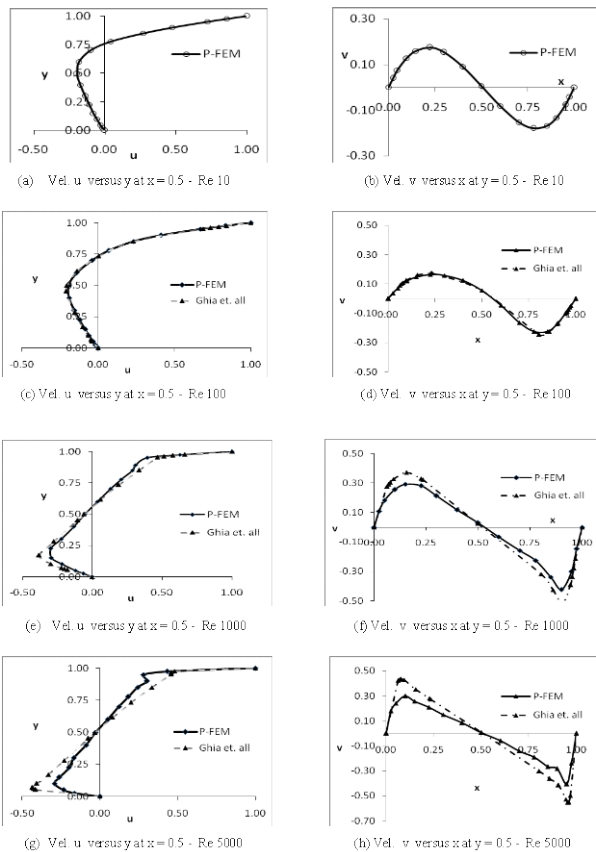 1.00
0.75
0.50
0.25
0.00
-0.50
0.00
0.50
1.00
y
u
P-FEM
(a) Vel. u versus y at x = 0.5 - Re 10
0.30
0.10
-0.10
-0.30
0.00
0.25
0.50
0.75
1.00
v
x
P-FEM
(b) Vel. v versus x at y = 0.5 - Re 10
1.00
0.75
0.50
0.25
0.00
-0.50
0.00
0.50
1.00
y
u
P-FEM
Ghia et. all
(c) Vel. u versus y at x = 0.5 - Re 100
0.50
0.30
0.10
-0.10
-0.30
-0.50
0.00
0.25
0.50
0.75
1.00
v
x
P-FEM
Ghia et. all
(d) Vel. v versus x at y = 0.5 - Re 100
1.00
0.75
0.50
0.25
0.00
-0.50
0.00
0.50
1.00
y
u
P-FEM
Ghia et. all
(e) Vel. u versus y at x = 0.5 - Re 1000
0.50
0.30
0.10
-0.10
-0.30
-0.50
0.00
0.25
0.50
0.75
1.00
v
x
P-FEM
Ghia et. all
(f) Vel. v versus x at y = 0.5 - Re 1000
1.00
0.75
0.50
0.25
0.00
-0.50
0.00
0.50
1.00
y
u
P-FEM
Ghia et. all
(g) Vel. u versus y at x = 0.5 - Re 5000
0.50
0.30
0.10
-0.10
-0.30
-0.50
-0.70
0.00
0.25
0.50
0.75
1.00
v
x
P-FEM
Ghia et. all
(h) Vel. v versus x at y = 0.5 - Re 5000